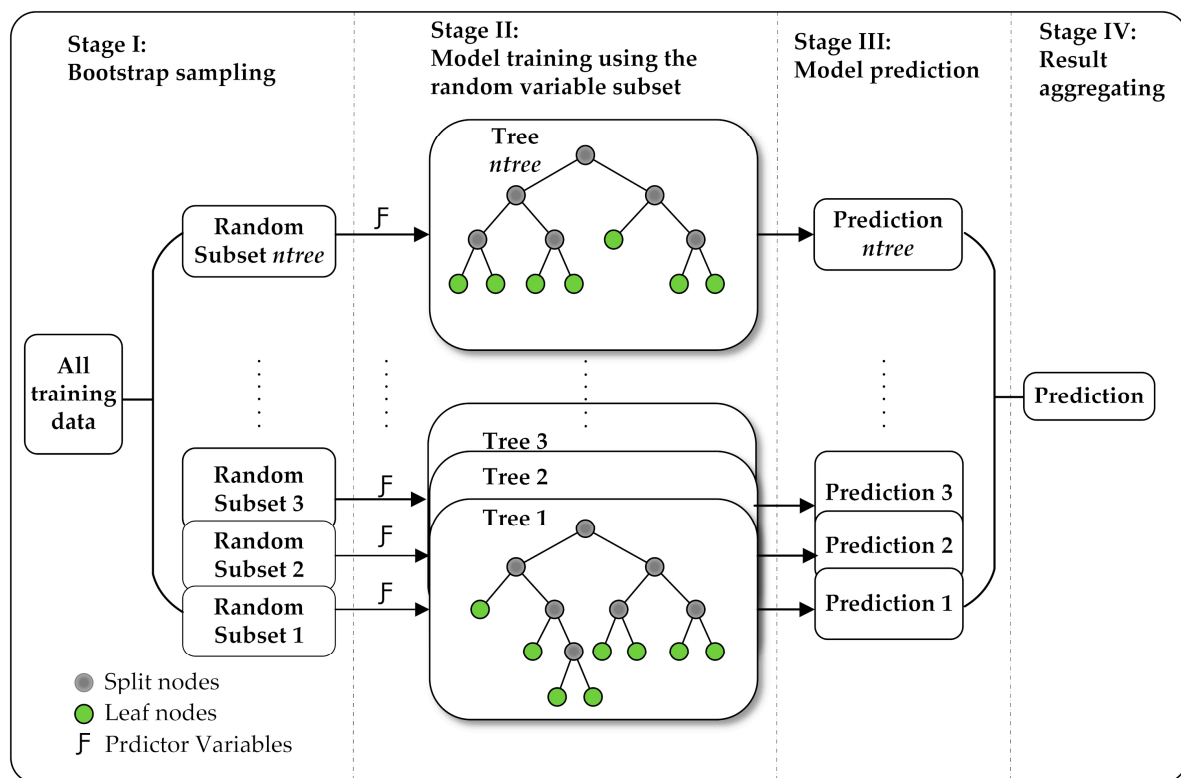 Stage I:
Bootstrap sampling
Stage II:
Model training using the
random variable subset
Stage III:
Model prediction
Stage IV:
Result
aggregating
Tree
ntree
Random
Subset ntree
Ƒ
Prediction
ntree
All
training
data
Prediction
Tree 3
Random
Subset 3
Ƒ
Tree 2
Prediction 3
Tree 1
Random
Subset 2
Ƒ
Prediction 2
Random
Subset 1
Ƒ
Prediction 1
Split nodes
Leaf nodes
Ƒ Prdictor Variables